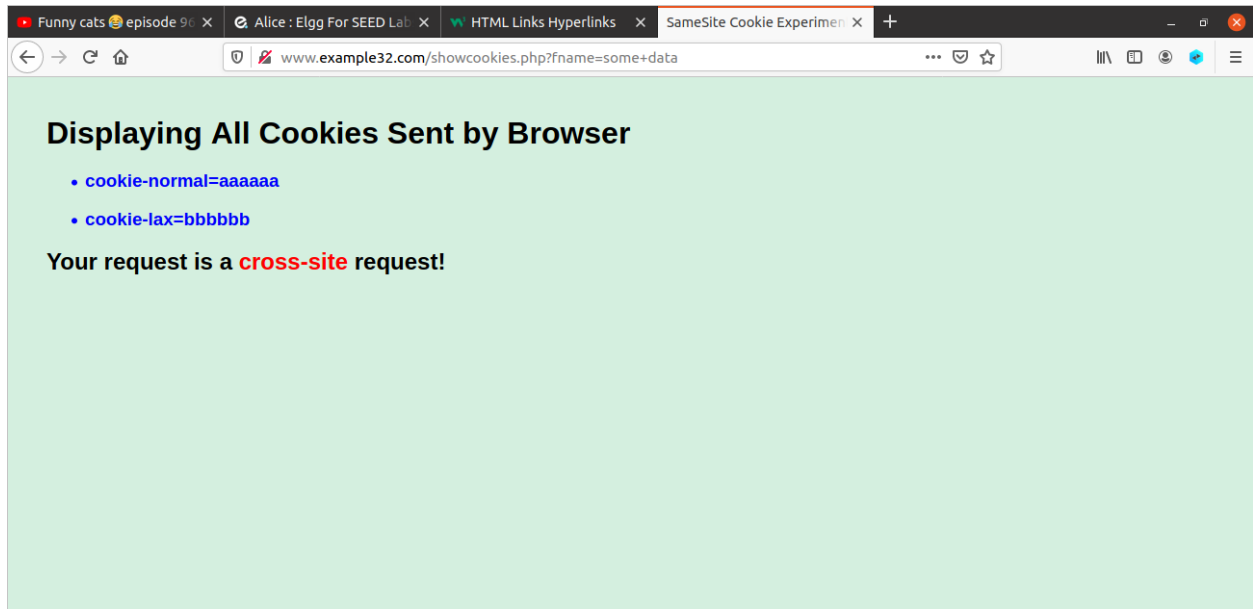 Funny cats 😂 episode 96
Alice : Elgg For SEED Lab
HTML Links Hyperlinks
SameSite Cookie Experimen
www.example32.com/showcookies.php?fname=some+data
Displaying All Cookies Sent by Browser
• cookie-normal=aaaaaa
• cookie-lax=bbbbbb
Your request is a cross-site request!